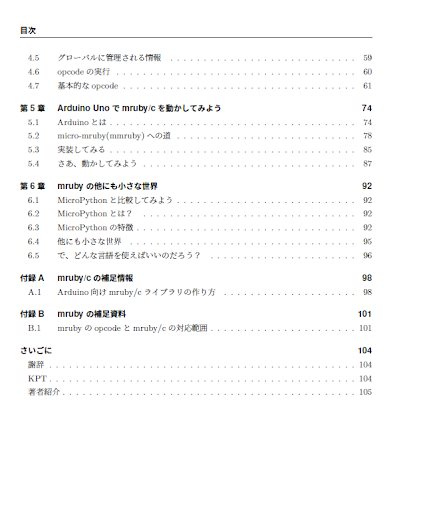 目次
4.5 グローバルに管理される情報 . . . . . . . . . . . . . . . . . . . . . . . . . . . . 59
4.6 opcode の実行 . . . . . . . . . . . . . . . . . . . . . . . . . . . . . . . . . . . . 60
4.7 基本的な opcode . . . . . . . . . . . . . . . . . . . . . . . . . . . . . . . . . . . 61
第 5 章 Arduino Uno で mruby/c を動かしてみよう 74
5.1 Arduino とは . . . . . . . . . . . . . . . . . . . . . . . . . . . . . . . . . . . . . 74
5.2 micro-mruby(mmruby) への道 . . . . . . . . . . . . . . . . . . . . . . . . . . . 78
5.3 実装してみる . . . . . . . . . . . . . . . . . . . . . . . . . . . . . . . . . . . . . 85
5.4 さあ、動かしてみよう . . . . . . . . . . . . . . . . . . . . . . . . . . . . . . . . 87
第 6 章 mruby の他にも小さな世界 92
6.1 MicroPython と比較してみよう . . . . . . . . . . . . . . . . . . . . . . . . . . . 92
6.2 MicroPython とは？ . . . . . . . . . . . . . . . . . . . . . . . . . . . . . . . . 92
6.3 MicroPython の特徴 . . . . . . . . . . . . . . . . . . . . . . . . . . . . . . . . . 92
6.4 他にも小さな世界 . . . . . . . . . . . . . . . . . . . . . . . . . . . . . . . . . . 95
6.5 で、どんな言語を使えばいいのだろう？ . . . . . . . . . . . . . . . . . . . . . . 96
付録 A mruby/c の補足情報 98
A.1 Arduino 向け mruby/c ライブラリの作り方 . . . . . . . . . . . . . . . . . . . . 98
付録 B mruby の補足資料 101
B.1 mruby の opcode と mruby/c の対応範囲 . . . . . . . . . . . . . . . . . . . . . . 101
さいごに 104
謝辞 . . . . . . . . . . . . . . . . . . . . . . . . . . . . . . . . . . . . . . . . . . . . . . 104
KPT . . . . . . . . . . . . . . . . . . . . . . . . . . . . . . . . . . . . . . . . . . . . . . 104
著者紹介 . . . . . . . . . . . . . . . . . . . . . . . . . . . . . . . . . . . . . . . . . . . . 105